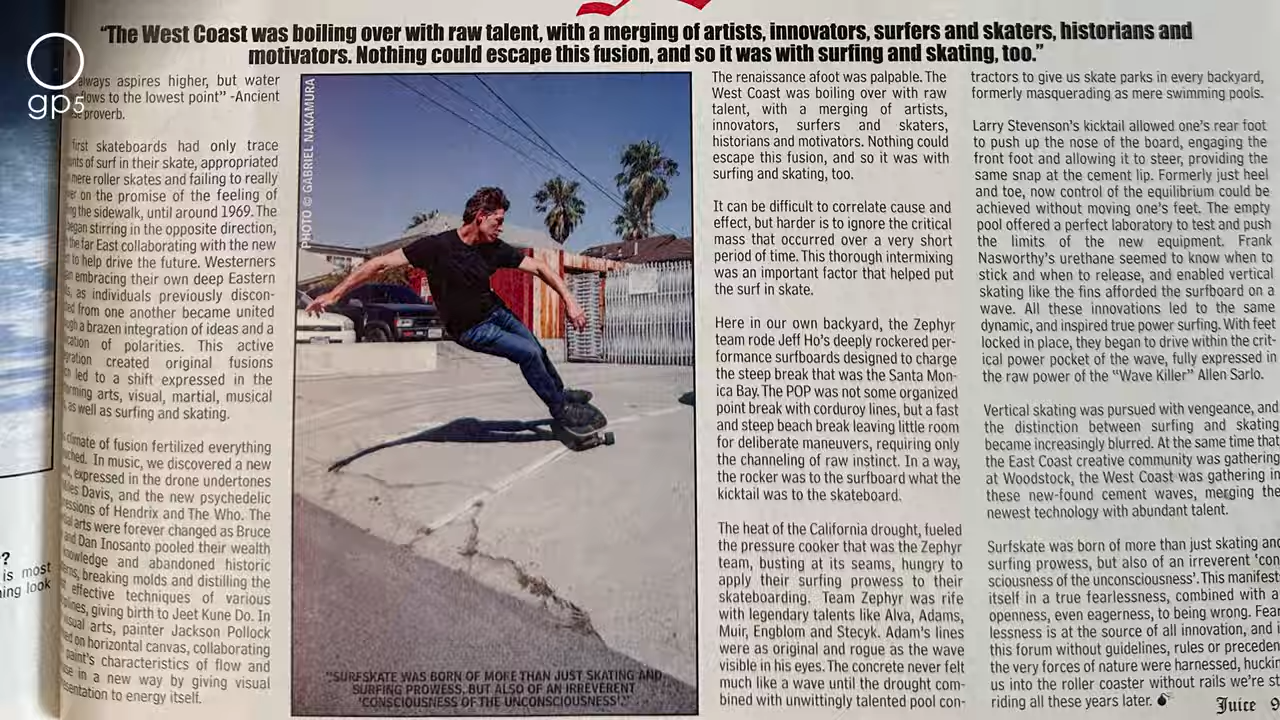 “The West Coast was boiling over with raw talent, with a merging of artists, innovators, surfers and skaters, historians and
motivators. Nothing could escape this fusion, and so it was with surfing and skating, too.”
gp5
always aspires higher, but water
flows to the lowest point” -Ancient
proverb.
first skateboards had only trace
of surf in their skate, appropriated
mere roller skates and failing to really
on the promise of the feeling of
the sidewalk, until around 1969. The
began stirring in the opposite direction,
the far East collaborating with the new
to help drive the future. Westerners
embracing their own deep Eastern
as individuals previously discon-
from one another became united
a brazen integration of ideas and a
of polarities. This active
created original fusions
led to a shift expressed in the
arts, visual, martial, musical
as well as surfing and skating.
climate of fusion fertilized everything
In music, we discovered a new
expressed in the drone undertones
Davis, and the new psychedelic
of Hendrix and The Who. The
arts were forever changed as Bruce
and Dan Inosanto pooled their wealth
knowledge and abandoned historic
breaking molds and distilling the
effective techniques of various
giving birth to Jeet Kune Do. In
arts, painter Jackson Pollock
on horizontal canvas, collaborating
paint’s characteristics of flow and
in a new way by giving visual
to energy itself.
?
is most
look
PHOTO © GABRIEL NAKAMURA
“SURFSKATE WAS BORN OF MORE THAN JUST SKATING AND
SURFING PROWESS, BUT ALSO OF AN IRREVERENT
‘CONSCIOUSNESS OF THE UNCONSCIOUSNESS’.”
The renaissance afoot was palpable. The
West Coast was boiling over with raw
talent, with a merging of artists,
innovators, surfers and skaters,
historians and motivators. Nothing could
escape this fusion, and so it was with
surfing and skating, too.
It can be difficult to correlate cause and
effect, but harder is to ignore the critical
mass that occurred over a very short
period of time. This thorough intermixing
was an important factor that helped put
the surf in skate.
Here in our own backyard, the Zephyr
team rode Jeff Ho’s deeply rockered per-
formance surfboards designed to charge
the steep break that was the Santa Mon-
ica Bay. The POP was not some organized
point break with corduroy lines, but a fast
and steep beach break leaving little room
for deliberate maneuvers, requiring only
the channeling of raw instinct. In a way,
the rocker was to the surfboard what the
kicktail was to the skateboard.
The heat of the California drought, fueled
the pressure cooker that was the Zephyr
team, busting at its seams, hungry to
apply their surfing prowess to their
skateboarding. Team Zephyr was rife
with legendary talents like Alva, Adams,
Muir, Engblom and Stecyk. Adam’s lines
were as original and rogue as the wave
visible in his eyes. The concrete never felt
much like a wave until the drought com-
bined with unwittingly talented pool con-
tractors to give us skate parks in every backyard,
formerly masquerading as mere swimming pools.
Larry Stevenson’s kicktail allowed one’s rear foot
to push up the nose of the board, engaging the
front foot and allowing it to steer, providing the
same snap at the cement lip. Formerly just heel
and toe, now control of the equilibrium could be
achieved without moving one’s feet. The empty
pool offered a perfect laboratory to test and push
the limits of the new equipment. Frank
Nasworthy’s urethane seemed to know when to
stick and when to release, and enabled vertical
skating like the fins afforded the surfboard on a
wave. All these innovations led to the same
dynamic, and inspired true power surfing. With feet
locked in place, they began to drive within the crit-
ical power pocket of the wave, fully expressed in
the raw power of the “Wave Killer” Allen Sarlo.
Vertical skating was pursued with vengeance, and
the distinction between surfing and skating
became increasingly blurred. At the same time that
the East Coast creative community was gathering
at Woodstock, the West Coast was gathering in
these new-found cement waves, merging the
newest technology with abundant talent.
Surfskate was born of more than just skating and
surfing prowess, but also of an irreverent ‘con
sciousness of the unconsciousness’. This manifest
itself in a true fearlessness, combined with a
openness, even eagerness, to being wrong. Fear
lessness is at the source of all innovation, and i
this forum without guidelines, rules or preceden
the very forces of nature were harnessed, huckin
us into the roller coaster without rails we’re st
riding all these years later.
Juice 9